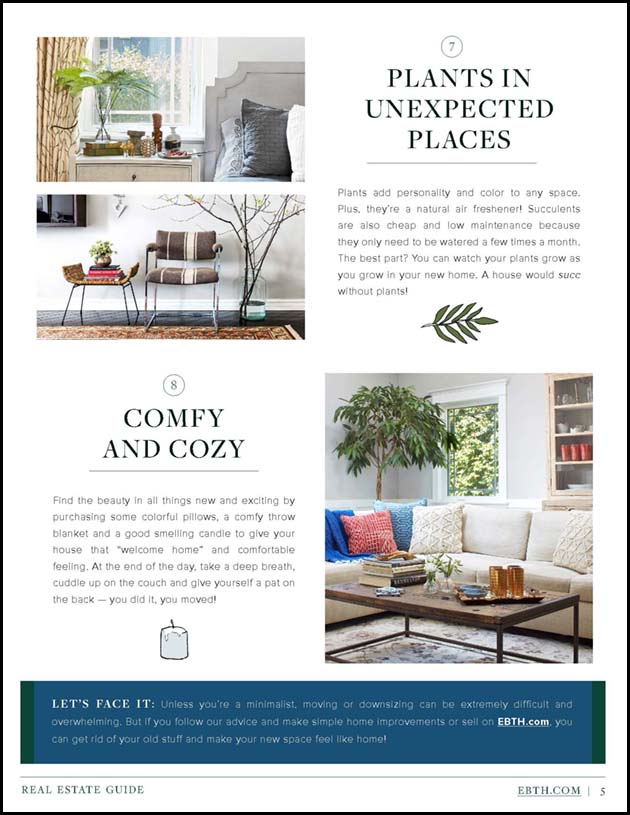 7
PLANTS IN
UNEXPECTED
PLACES
Plants add personality and color to any space.
Plus, they're a natural air freshener! Succulents
are also cheap and low maintenance because
they only need to be watered a few times a month.
The best part? You can watch your plants grow as
you grow in your new home. A house would succ
without plants!
8
COMFY
AND COZY
Find the beauty in all things new and exciting by
purchasing some colorful pillows, a comfy throw
blanket and a good smelling candle to give your
house that “welcome home” and comfortable
feeling. At the end of the day, take a deep breath,
cuddle up on the couch and give yourself a pat on
the back — you did it, you moved!
LET'S FACE IT: Unless you're a minimalist, moving or downsizing can be extremely difficult and
overwhelming. But if you follow our advice and make simple home improvements or sell on EBTH.com, you
can get rid of your old stuff and make your new space feel like home!
REAL ESTATE GUIDE
EBTH.COM | 5